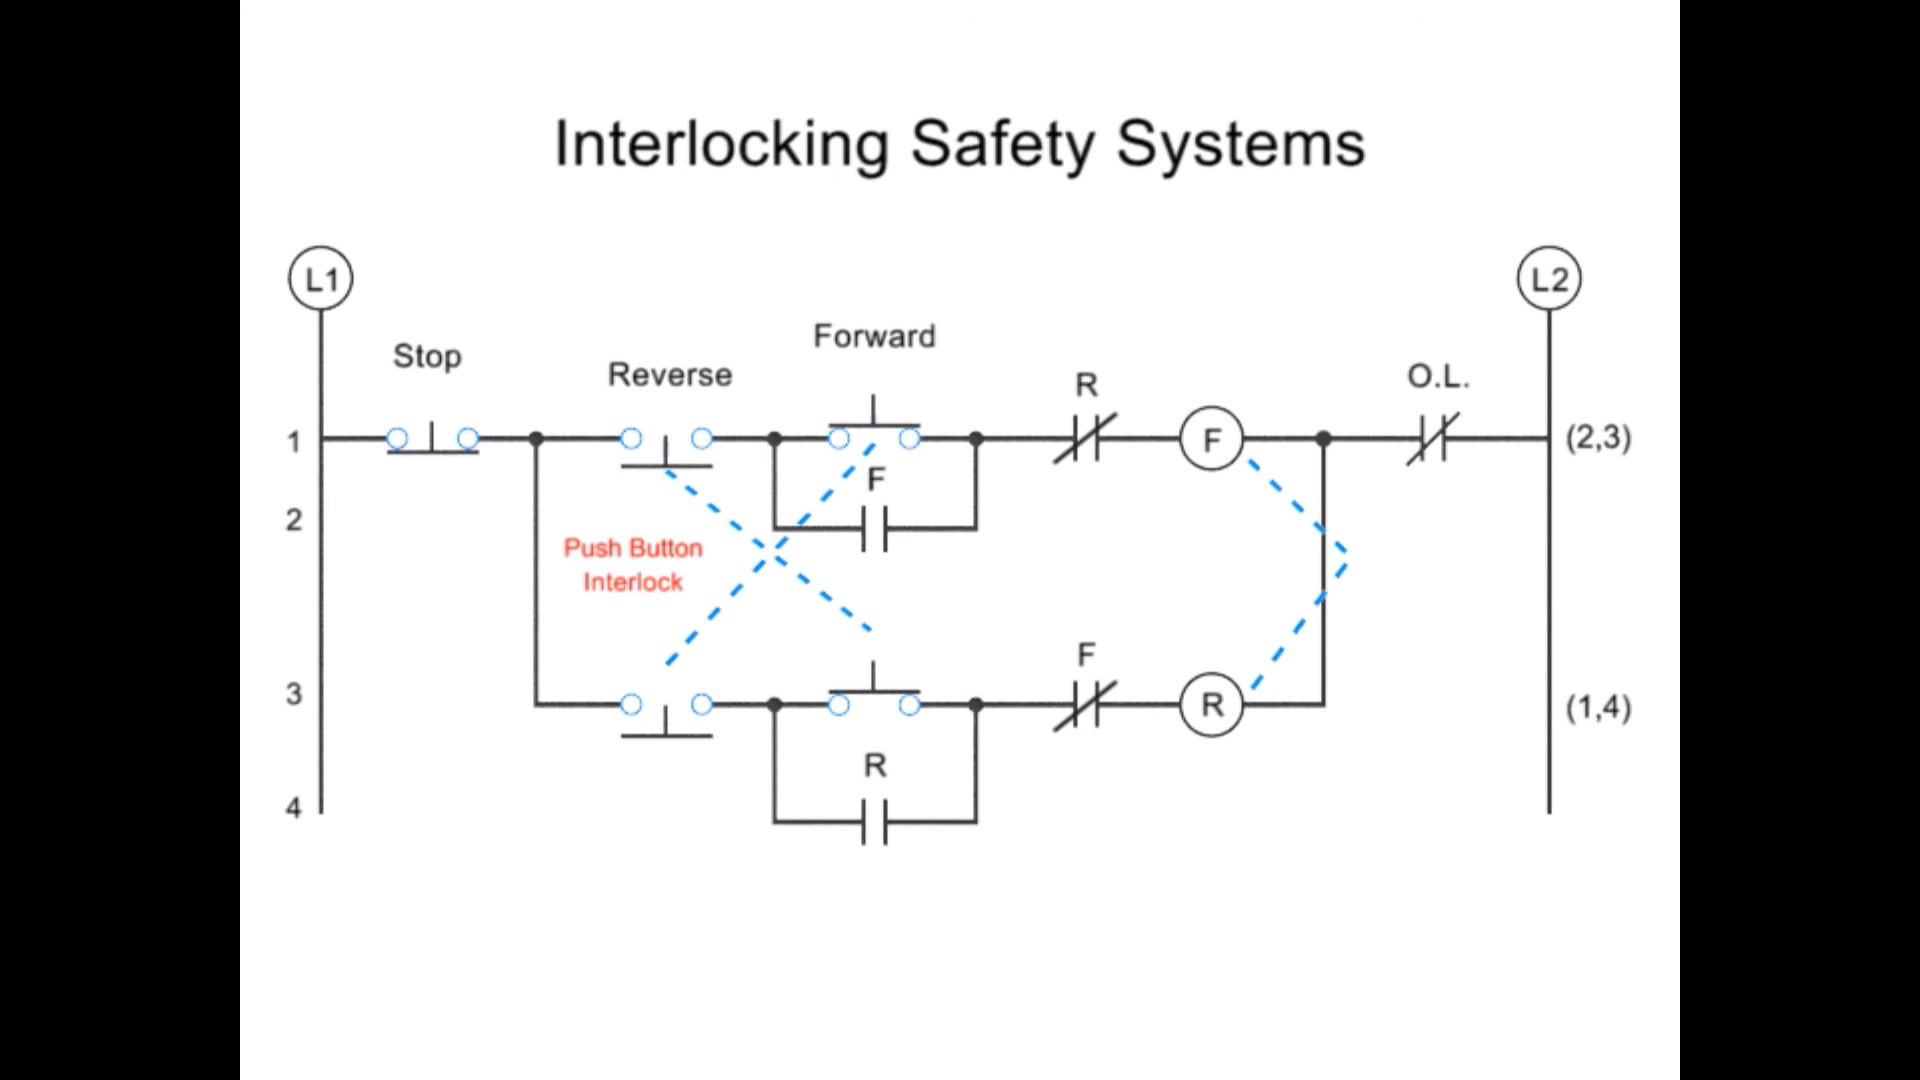 Interlocking Safety Systems
L1
L2
Forward
Stop
Reverse
R
O.L.
1
F
(2,3)
F
2
Push Button
Interlock
F
3
R
(1,4)
R
4